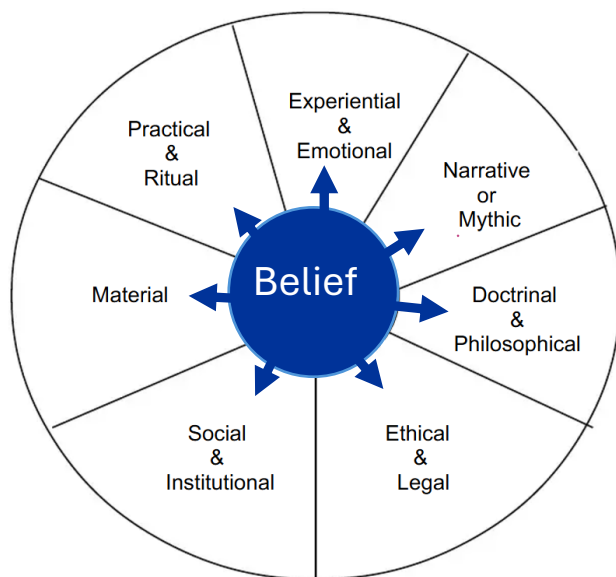 Experiential
&
Emotional
Practical
&
Ritual
Narrative
or
Mythic
Belief
Material
Doctrinal
&
Philosophical
Social
&
Institutional
Ethical
&
Legal